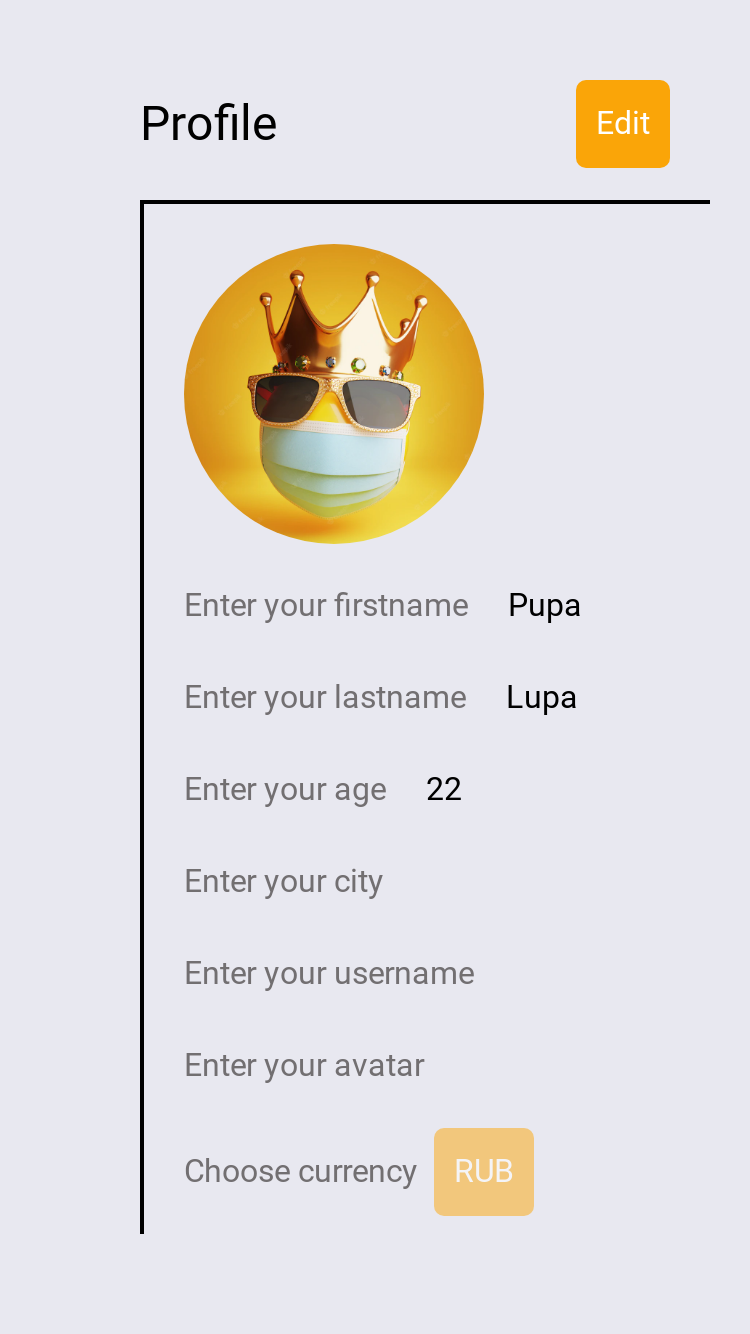 Profile Edit
Enter your firstname Pupa
Enter your lastname Lupa
Enter your age 22
Enter your city
Enter your username
Enter your avatar
Choose currency RUB